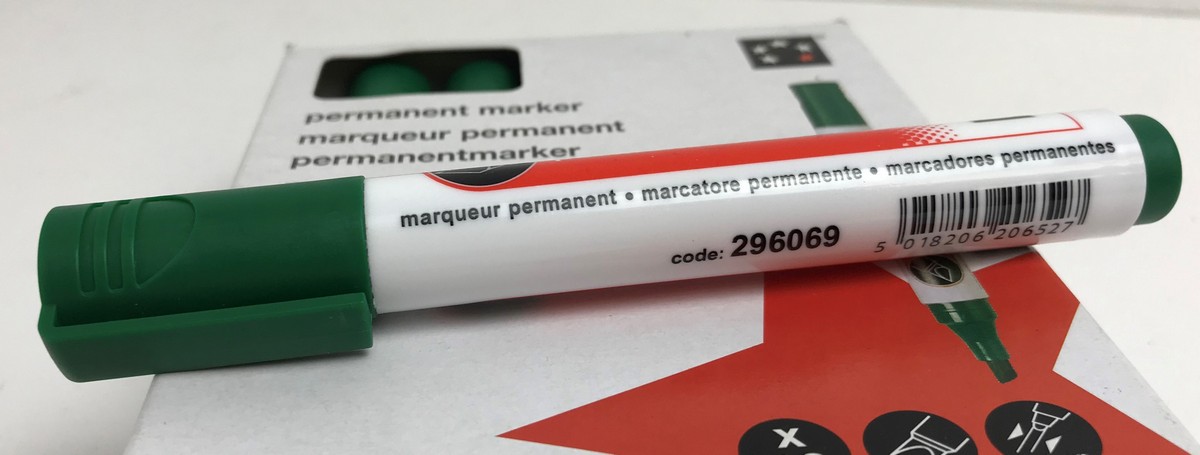 permanent marker
marqueur permanent
permanentmarker
marqueur permanent • marcatore permanente • marcadores permanentes
code: 296069
5 018206 206527
X